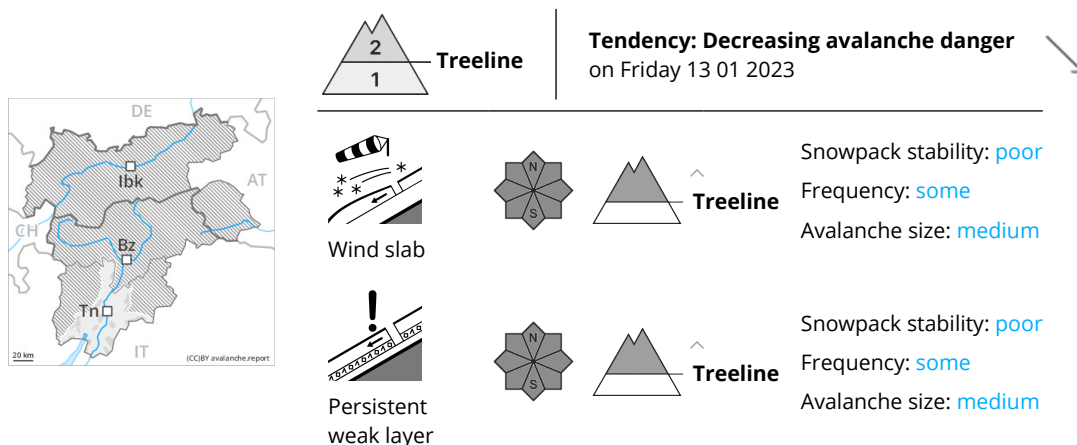 2
1
Treeline
Tendency: Decreasing avalanche danger
on Friday 13 01 2023
DE
AT
CH
IT
Ibk
Bz
Tn
20 km
(CC)BY avalanche.report
Wind slab
N
S
Treeline
Snowpack stability: poor
Frequency: some
Avalanche size: medium
Persistent
weak layer
N
S
Treeline
Snowpack stability: poor
Frequency: some
Avalanche size: medium